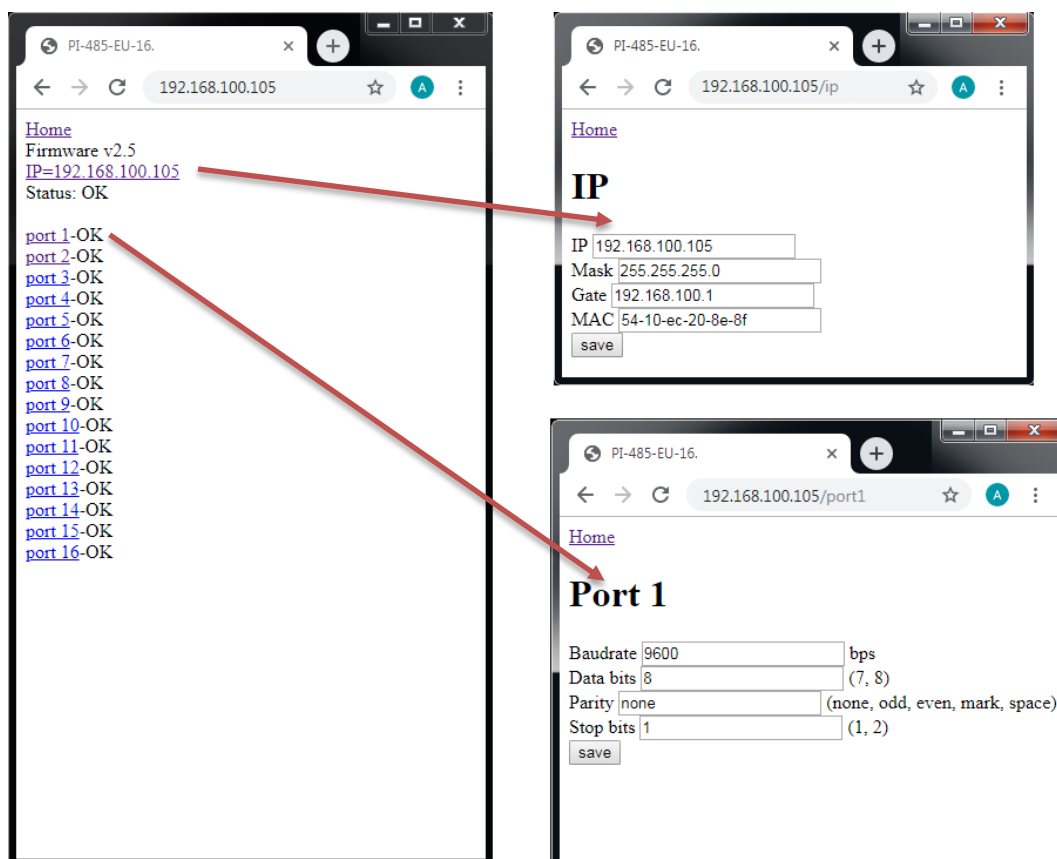 PI-485-EU-16.
192.168.100.105
A
Home
Firmware v2.5
IP=192.168.100.105
Status: OK
port 1-OK
port 2-OK
port 3-OK
port 4-OK
port 5-OK
port 6-OK
port 7-OK
port 8-OK
port 9-OK
port 10-OK
port 11-OK
port 12-OK
port 13-OK
port 14-OK
port 15-OK
port 16-OK
PI-485-EU-16.
192.168.100.105/ip
A
Home
IP
IP 192.168.100.105
Mask 255.255.255.0
Gate 192.168.100.1
MAC 54-10-ec-20-8e-8f
save
PI-485-EU-16.
192.168.100.105/port1
A
Home
Port 1
Baudrate 9600 bps
Data bits 8 (7, 8)
Parity none (none, odd, even, mark, space)
Stop bits 1 (1, 2)
save